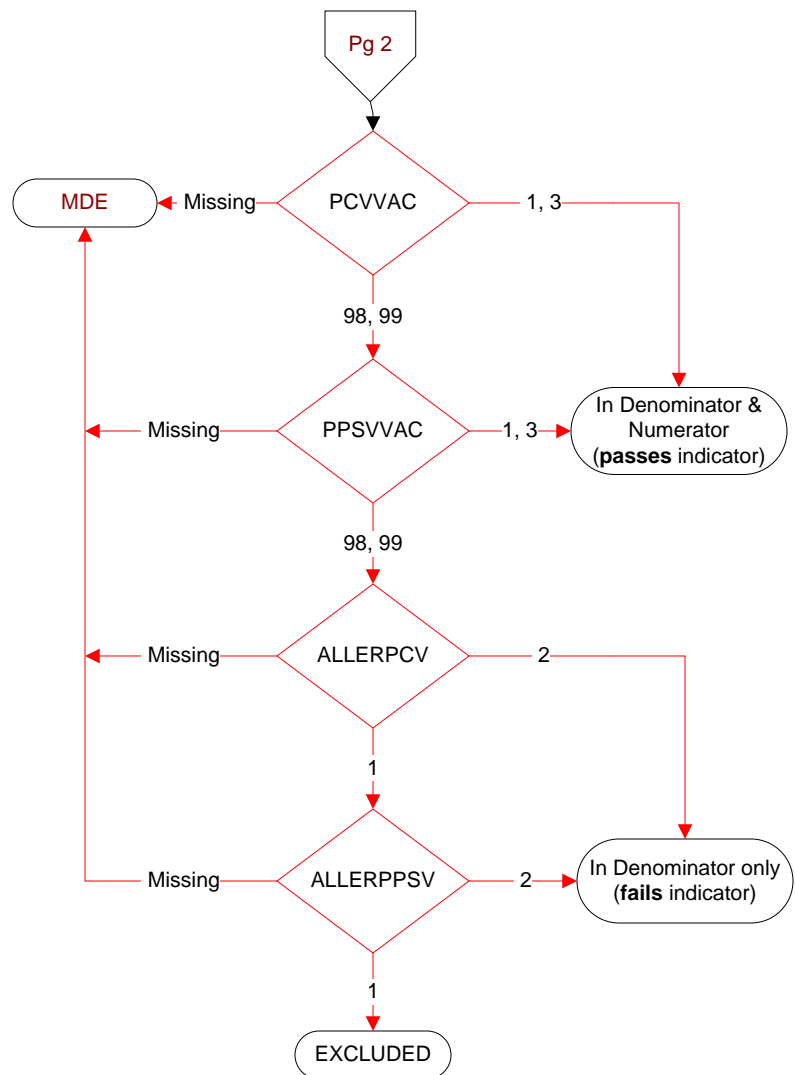 Pg 2
MDE
Missing
PCVVAC
1, 3
98, 99
Missing
PPSVVAC
1, 3
In Denominator &
Numerator
(passes indicator)
98, 99
Missing
ALLERPCV
2
1
Missing
ALLERPPSV
2
In Denominator only
(fails indicator)
1
EXCLUDED